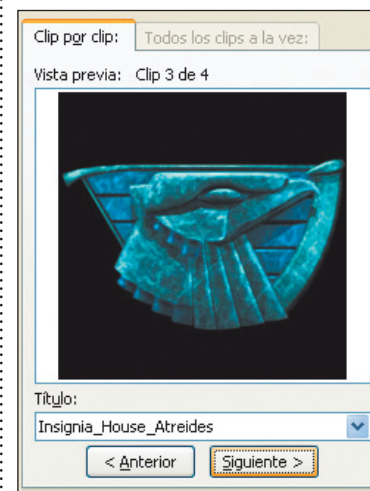 Clip por clip:
Todos los clips a la vez:
Vista previa: Clip 3 de 4
Título:
Insignia_House_Atreides
< Anterior
Siguiente >